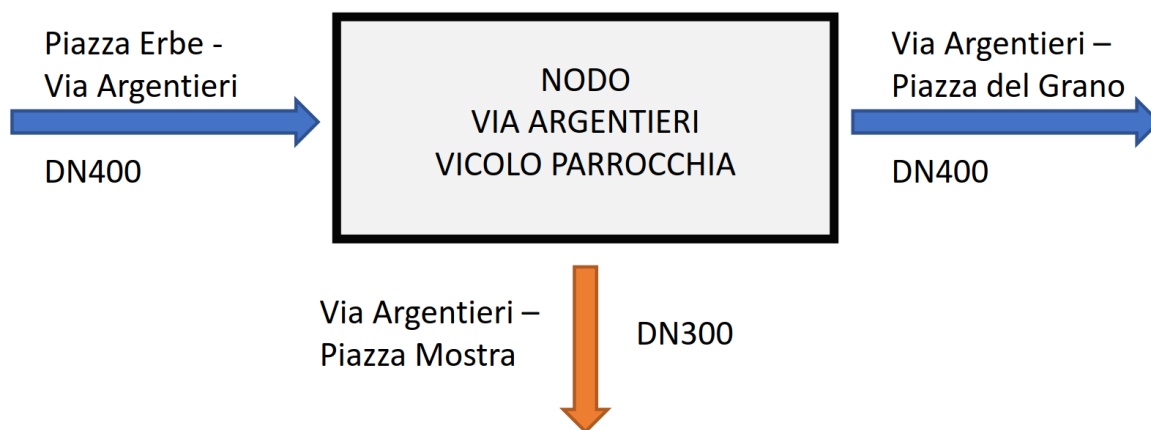 Piazza Erbe -
Via Argentieri
DN400
NODO
VIA ARGENTIERI
VICOLO PARROCCHIA
Via Argentieri –
Piazza del Grano
DN400
Via Argentieri –
Piazza Mostra
DN300